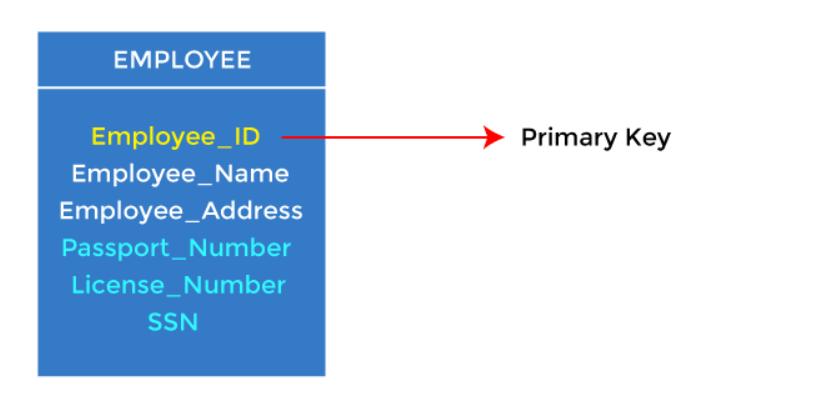 EMPLOYEE
Employee_ID
Primary Key
Employee_Name
Employee_Address
Passport_Number
License_Number
SSN